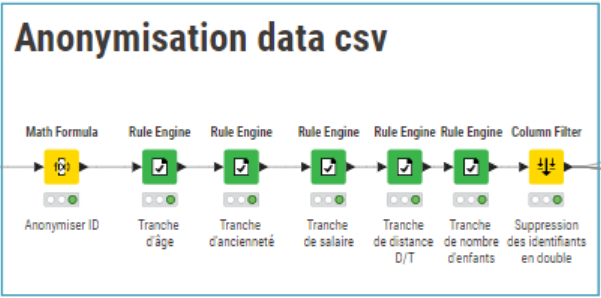 Anonymisation data csv
Math Formula
Rule Engine
Rule Engine
Rule Engine
Rule Engine
Rule Engine
Column Filter
f(x)
Anonymiser ID
Tranche
d'âge
Tranche
d'ancienneté
Tranche
de salaire
Tranche
de distance
D/T
Tranche
de nombre
d'enfants
Suppression
des identifiants
en double